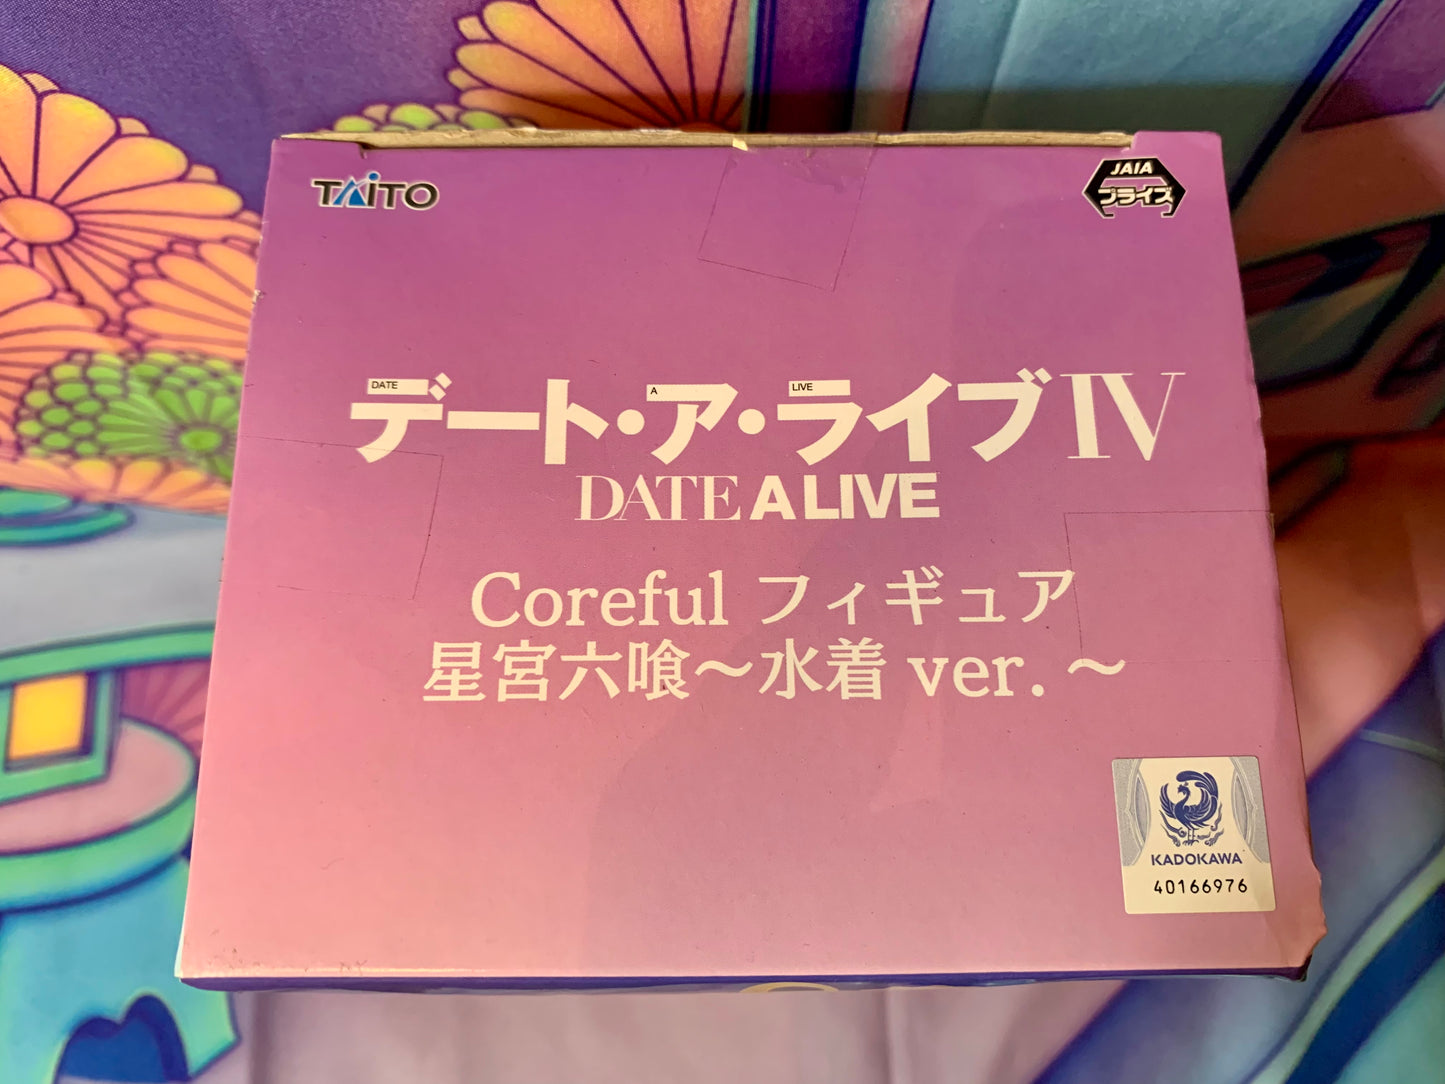 TAITO
JAIA
プライズ
DATE A LIVE
デート・ア・ライブIV
DATE A LIVE
Coreful フィギュア
星宮六喰～水着 ver. ～
KADOKAWA
40166976